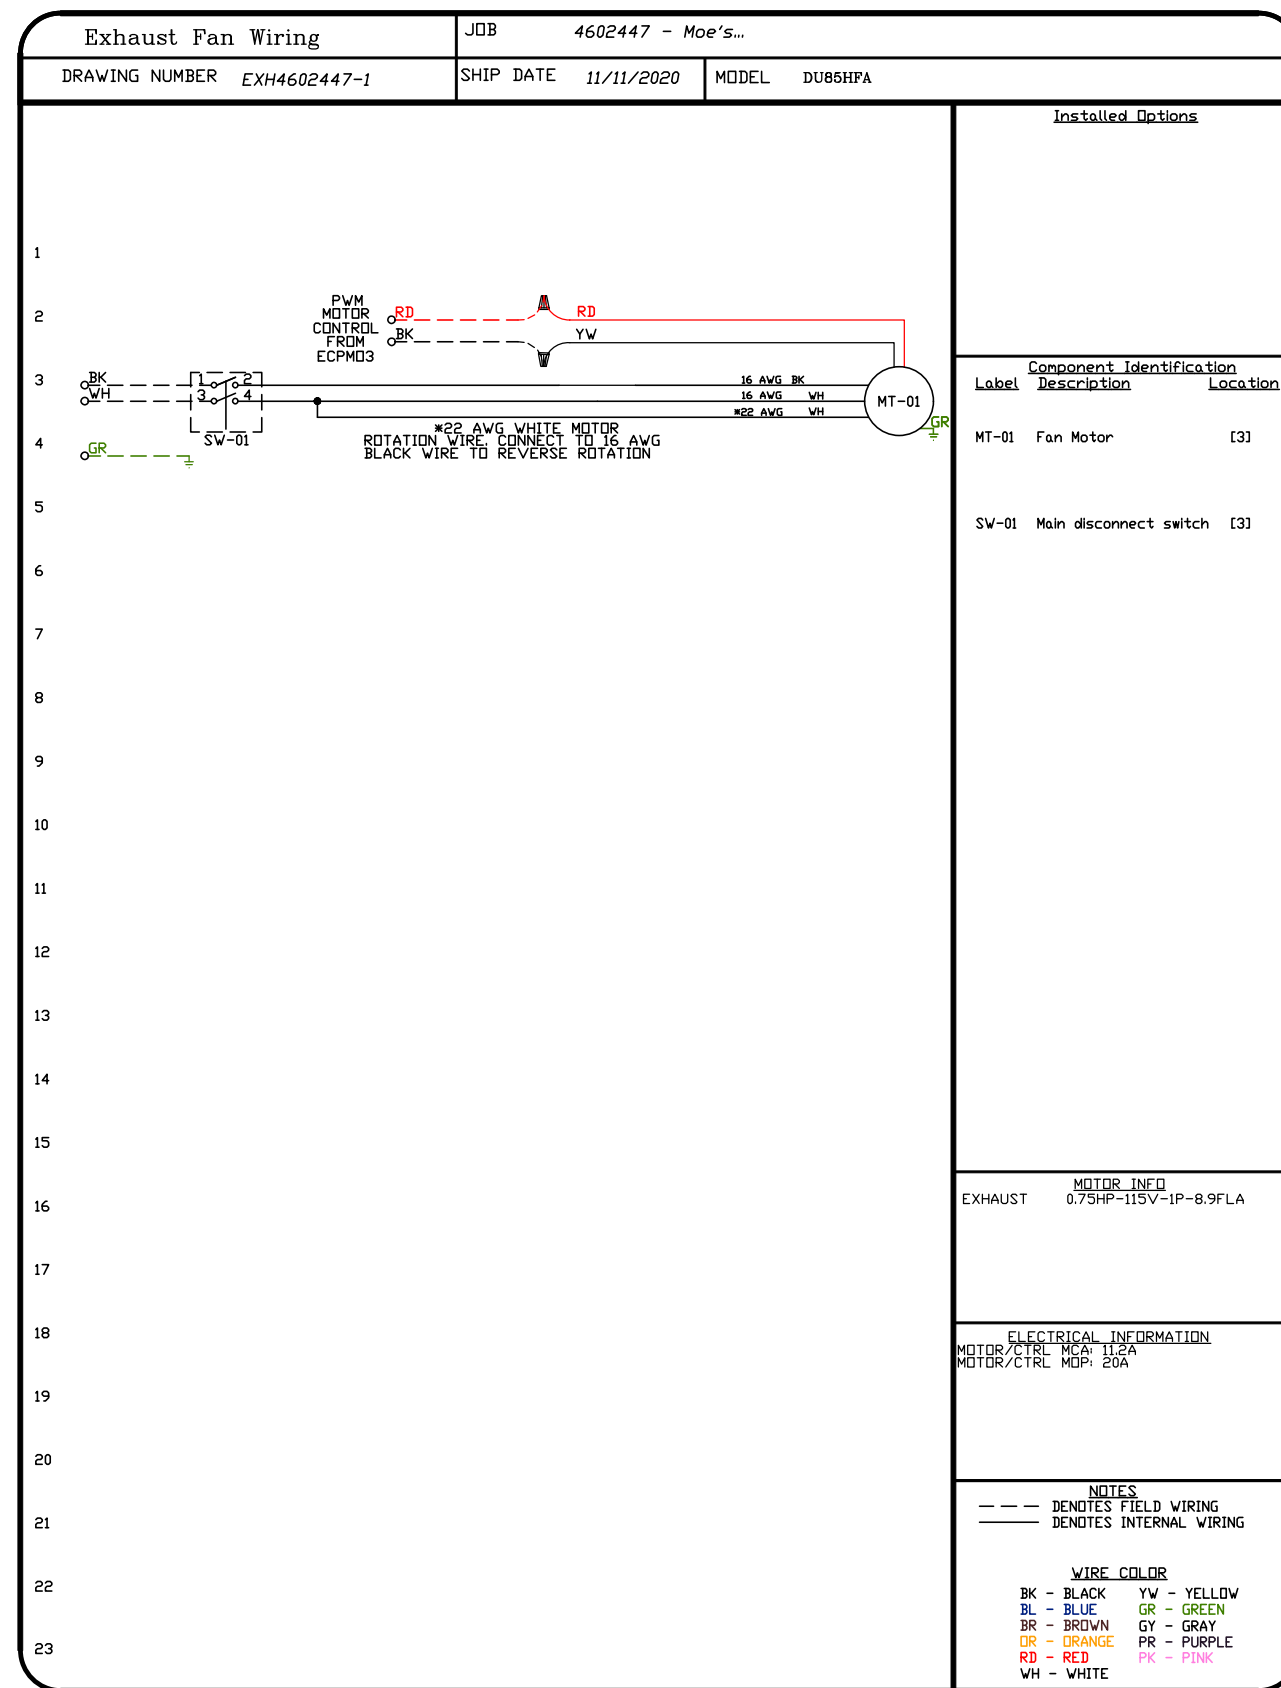 Exhaust Fan Wiring
JOB 4602447 - Moe's...
DRAWING NUMBER EXH4602447-1
SHIP DATE 11/11/2020
MODEL DU85HFA
1
2
3
4
5
6
7
8
9
10
11
12
13
14
15
16
17
18
19
20
21
22
23
PWM
MOTOR
CONTROL
FROM
ECPM03
RD
BK
RD
YW
BK
WH
GR
1 2
3 4
SW-01
16 AWG BK
16 AWG WH
*22 AWG WH
MT-01
GR
*22 AWG WHITE MOTOR
ROTATION WIRE. CONNECT TO 16 AWG
BLACK WIRE TO REVERSE ROTATION
Installed Options
Component Identification
Label Description Location
MT-01 Fan Motor [3]
SW-01 Main disconnect switch [3]
MOTOR INFO
EXHAUST 0.75HP-115V-1P-8.9FLA
ELECTRICAL INFORMATION
MOTOR/CTRL MCA: 11.2A
MOTOR/CTRL MOP: 20A
NOTES
DENOTES FIELD WIRING
DENOTES INTERNAL WIRING
WIRE COLOR
BK - BLACK YW - YELLOW
BL - BLUE GR - GREEN
BR - BROWN GY - GRAY
OR - ORANGE PR - PURPLE
RD - RED PK - PINK
WH - WHITE